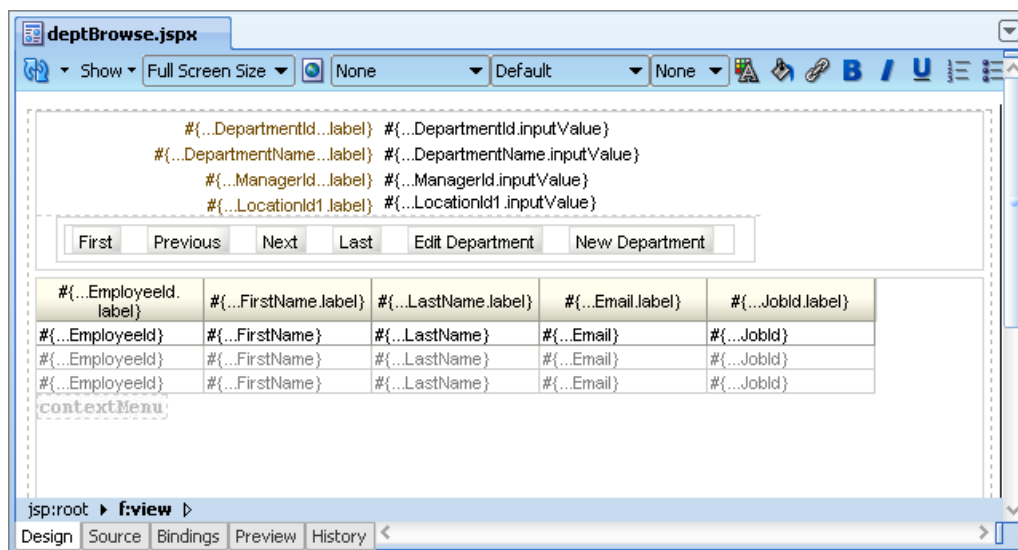 deptBrowse.jspx
Show Full Screen Size None Default None B I U
#{...DepartmentId...label} #{...DepartmentId.inputValue}
#{...DepartmentName...label} #{...DepartmentName.inputValue}
#{...ManagerId...label} #{...ManagerId.inputValue}
#{...LocationId1.label} #{...LocationId1.inputValue}
First Previous Next Last Edit Department New Department
#{...EmployeeId.
label} #{...FirstName.label} #{...LastName.label} #{...Email.label} #{...JobId.label}
#{...EmployeeId} #{...FirstName} #{...LastName} #{...Email} #{...JobId}
#{...EmployeeId} #{...FirstName} #{...LastName} #{...Email} #{...JobId}
#{...EmployeeId} #{...FirstName} #{...LastName} #{...Email} #{...JobId}
contextMenu
jsp:root f:view
Design Source Bindings Preview History